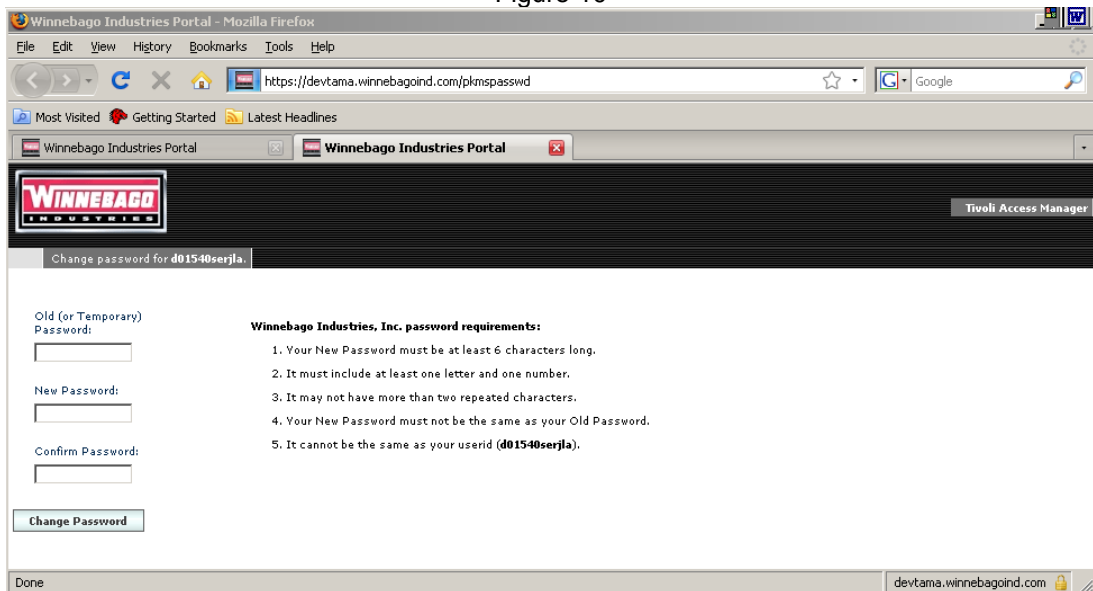 Winnebago Industries Portal - Mozilla Firefox
W
File Edit View History Bookmarks Tools Help
https://devtama.winnebagoind.com/pkmspasswd
G Google
Most Visited Getting Started Latest Headlines
Winnebago Industries Portal Winnebago Industries Portal
WINNEBAGO
INDUSTRIES
Tivoli Access Manager
Change password for d01540serjla.
Old (or Temporary)
Password:
New Password:
Confirm Password:
Change Password
Winnebago Industries, Inc. password requirements:
1. Your New Password must be at least 6 characters long.
2. It must include at least one letter and one number.
3. It may not have more than two repeated characters.
4. Your New Password must not be the same as your Old Password.
5. It cannot be the same as your userid (d01540serjla).
Done devtama.winnebagoind.com